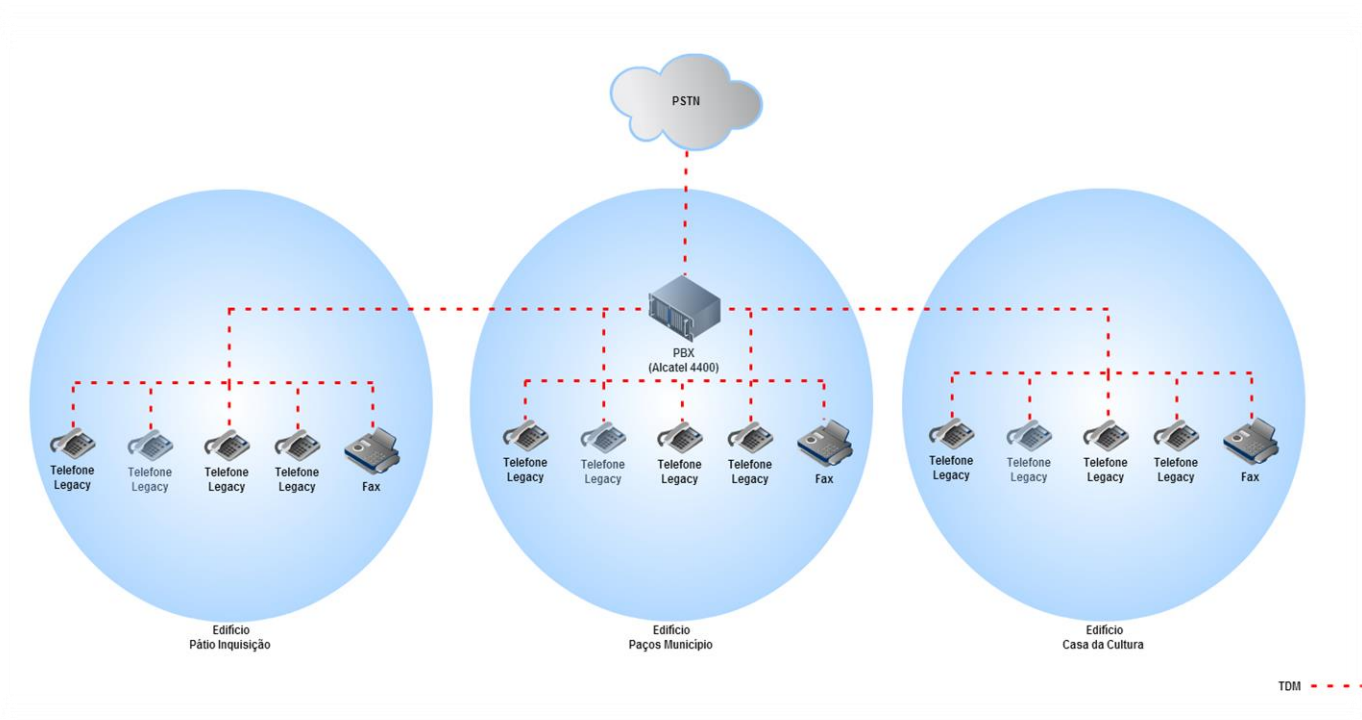 PSTN
PBX
(Alcatel 4400)
Telefone
Legacy
Telefone
Legacy
Telefone
Legacy
Telefone
Legacy
Fax
Telefone
Legacy
Telefone
Legacy
Telefone
Legacy
Telefone
Legacy
Fax
Telefone
Legacy
Telefone
Legacy
Telefone
Legacy
Telefone
Legacy
Fax
Edifício
Pátio Inquisição
Edifício
Paços Município
Edifício
Casa da Cultura
TDM